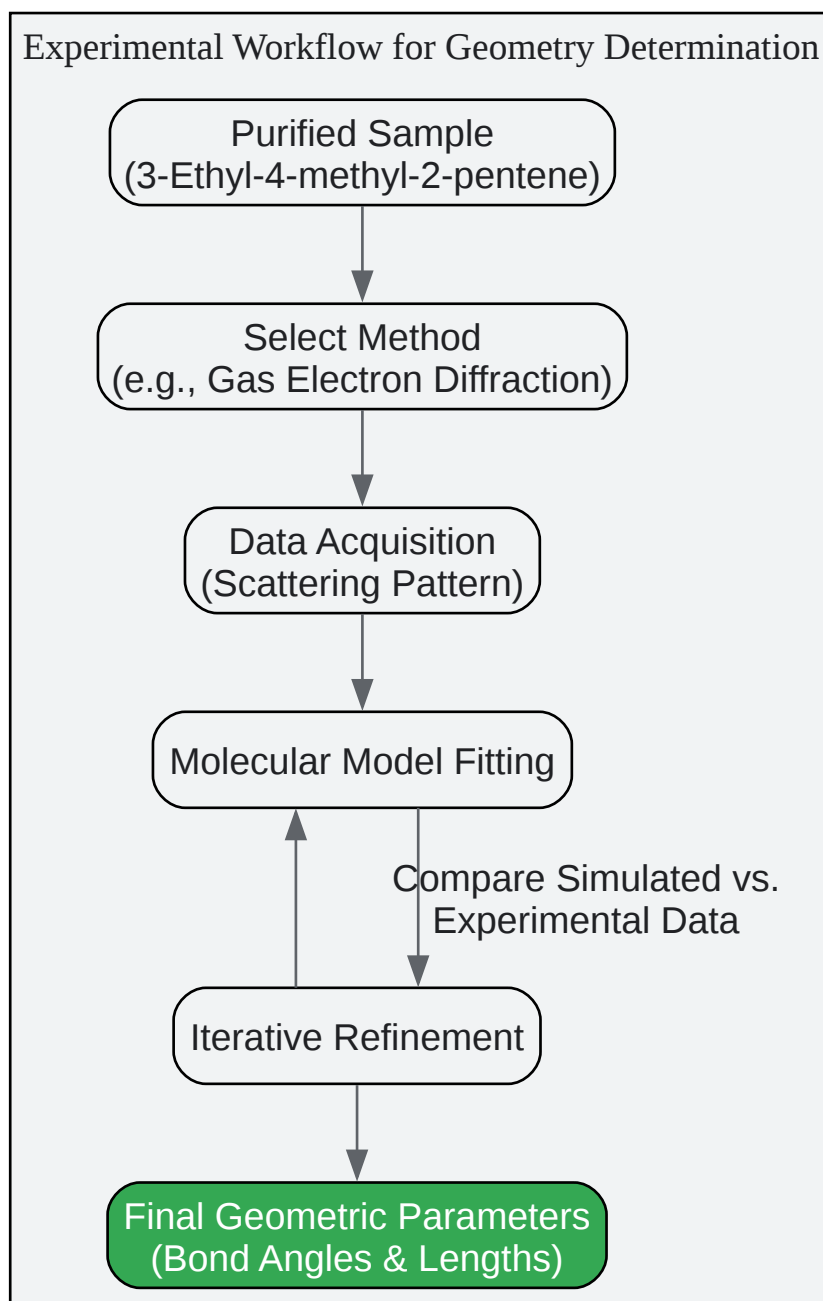 Experimental Workflow for Geometry Determination
Purified Sample
(3-Ethyl-4-methyl-2-pentene)
Select Method
(e.g., Gas Electron Diffraction)
Data Acquisition
(Scattering Pattern)
Molecular Model Fitting
Compare Simulated vs.
Experimental Data
Iterative Refinement
Final Geometric Parameters
(Bond Angles & Lengths)